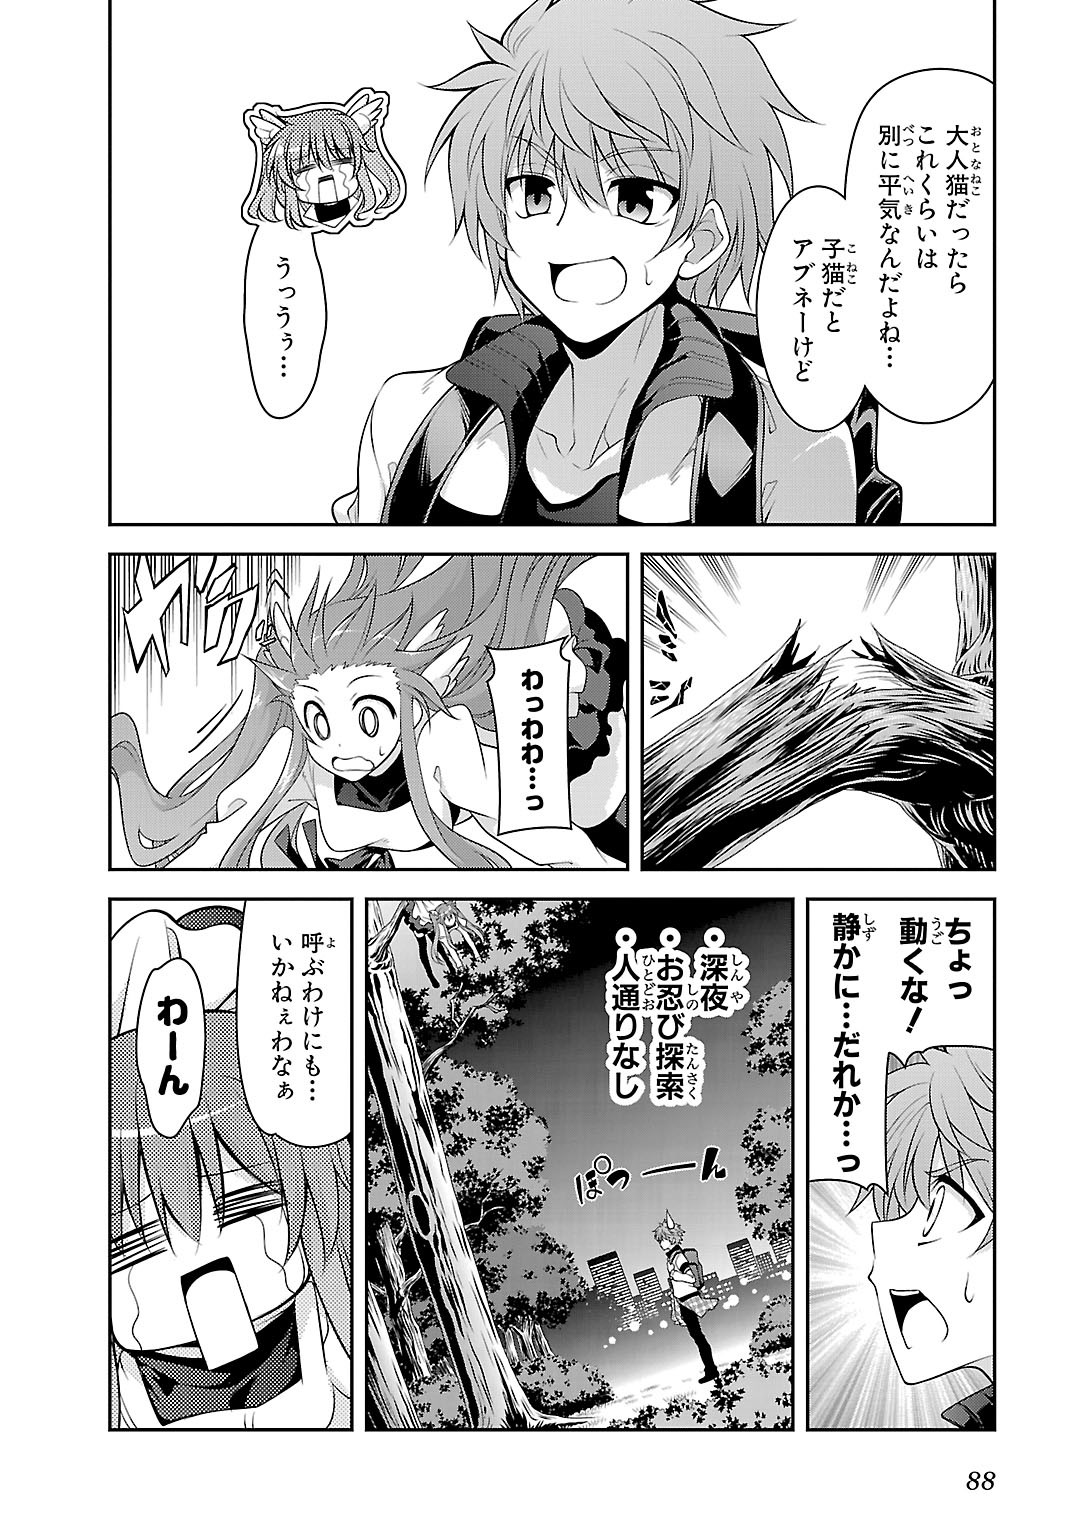 大人猫だったら
これくらいは
別に平気なんだよね…
子猫だと
アブネーけど
うっうぅ…
わっわわ…っ
ちょっ
動くな!
静かに…だれか…っ
・深夜
・お忍び探索
・人通りなし
ぽつーーん
呼ぶわけにも…
いかねぇわなぁ
わーん
88